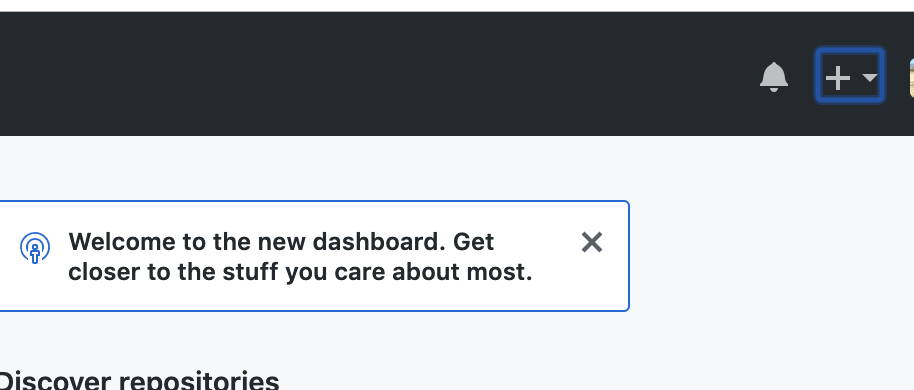 Welcome to the new dashboard. Get
closer to the stuff you care about most.
Discover repositories